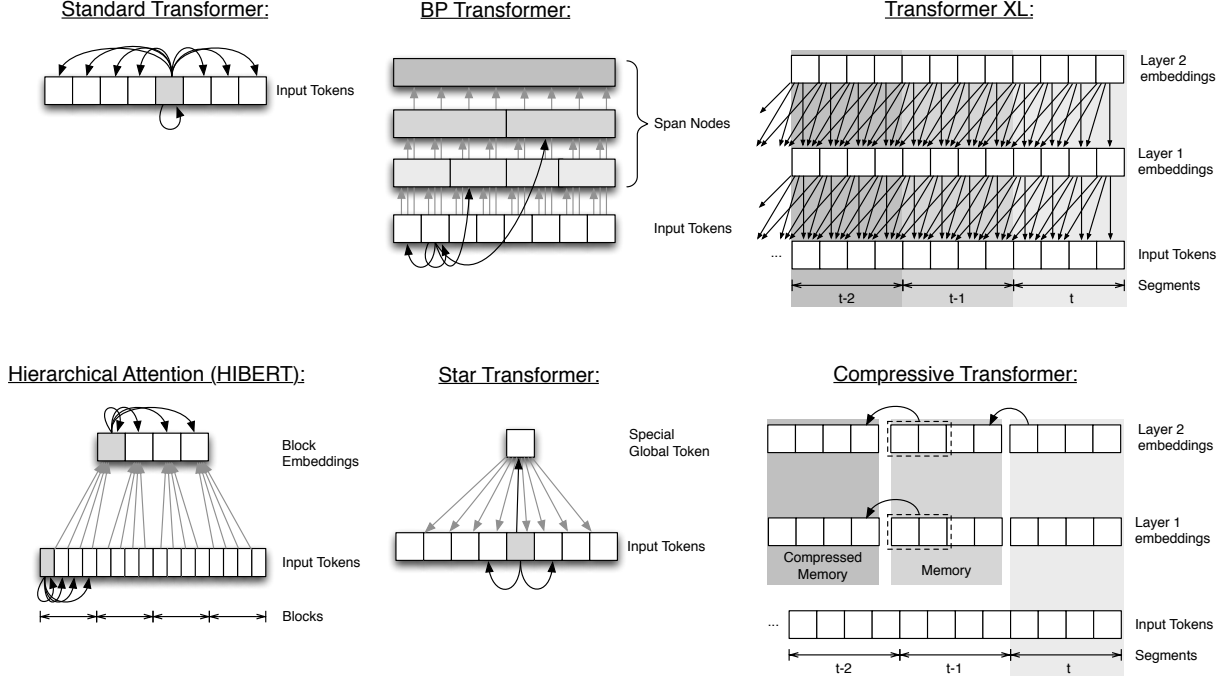 Standard Transformer:
Input Tokens
BP Transformer:
Span Nodes
Input Tokens
Transformer XL:
Layer 2
embeddings
Layer 1
embeddings
...
Input Tokens
t-2
t-1
t
Segments
Hierarchical Attention (HIBERT):
Block
Embeddings
Input Tokens
Blocks
Star Transformer:
Special
Global Token
Input Tokens
Compressive Transformer:
Layer 2
embeddings
Layer 1
embeddings
Compressed
Memory
Memory
...
Input Tokens
t-2
t-1
t
Segments